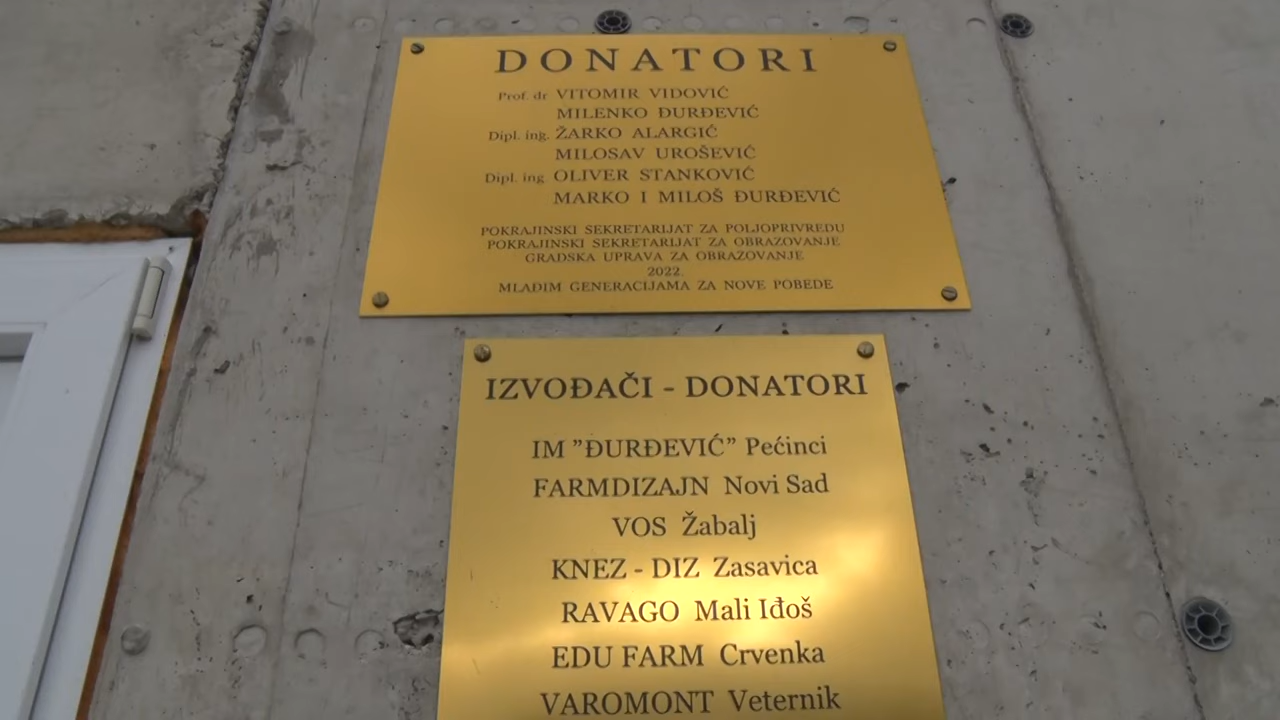 DONATORI
Prof. dr VITOMIR VIDOVIĆ
MILENKO ĐURĐEVIĆ
Dipl. ing. ŽARKO ALARGIĆ
MILOSAV UROŠEVIĆ
Dipl. ing OLIVER STANKOVIĆ
MARKO I MILOŠ ĐURĐEVIĆ
POKRAJINSKI SEKRETARIJAT ZA POLJOPRIVREDU
POKRAJINSKI SEKRETARIJAT ZA OBRAZOVANJE
GRADSKA UPRAVA ZA OBRAZOVANJE
2022.
MLAĐIM GENERACIJAMA ZA NOVE POBEDE
IZVOĐAČI - DONATORI
IM "ĐURĐEVIĆ" Pećinci
FARMDIZAJN Novi Sad
VOS Žabalj
KNEZ - DIZ Zasavica
RAVAGO Mali Iđoš
EDU FARM Crvenka
VAROMONT Veternik